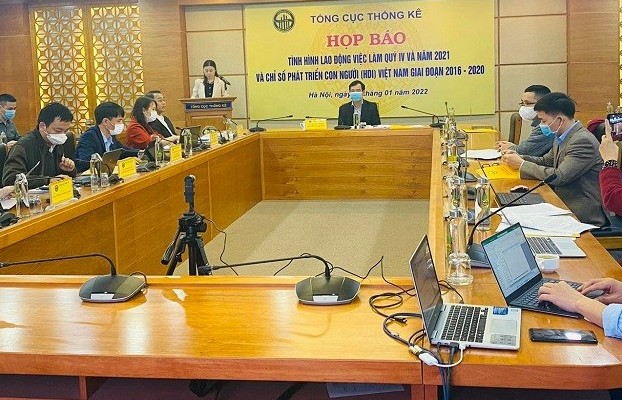 TỔNG CỤC THỐNG KÊ
HỌP BÁO
TÌNH HÌNH LAO ĐỘNG VIỆC LÀM QUÝ IV VÀ NĂM 2021
VÀ CHỈ SỐ PHÁT TRIỂN CON NGƯỜI (HDI) VIỆT NAM GIAI ĐOẠN 2016 - 2020
Hà Nội, ngày /01 năm 2022
TỔNG CỤC THỐNG KÊ